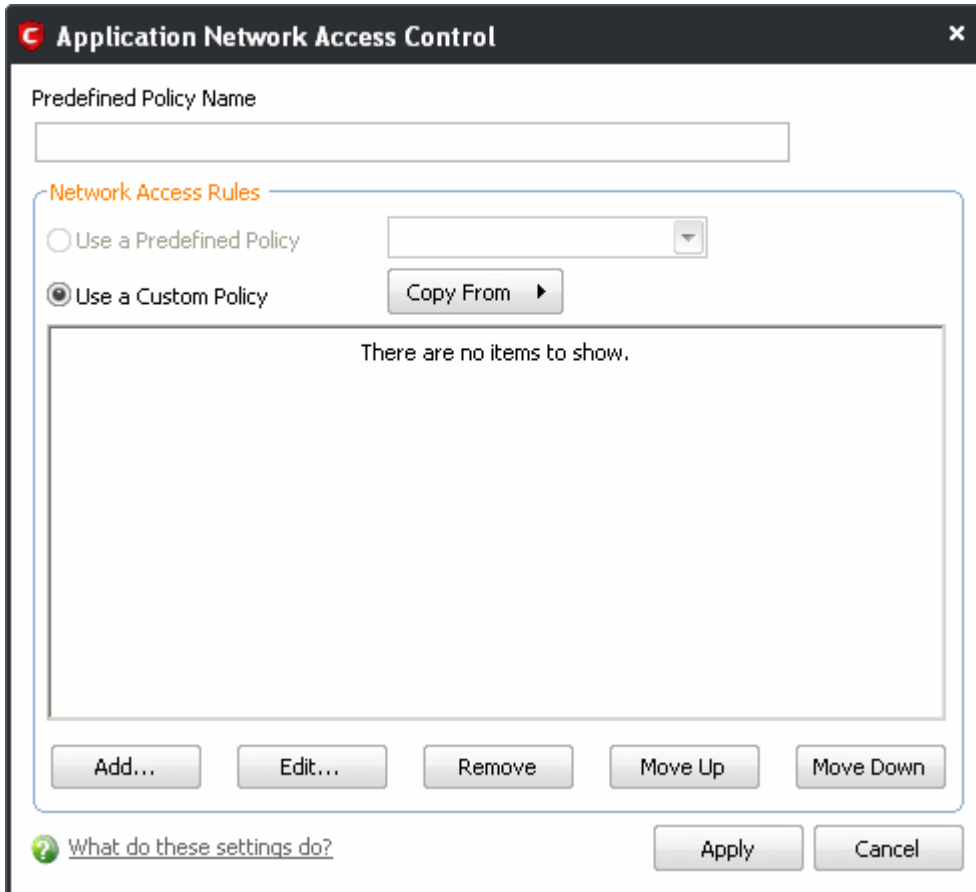 C Application Network Access Control ×
Predefined Policy Name
Network Access Rules
Use a Predefined Policy
Use a Custom Policy Copy From
There are no items to show.
Add... Edit... Remove Move Up Move Down
? What do these settings do? Apply Cancel